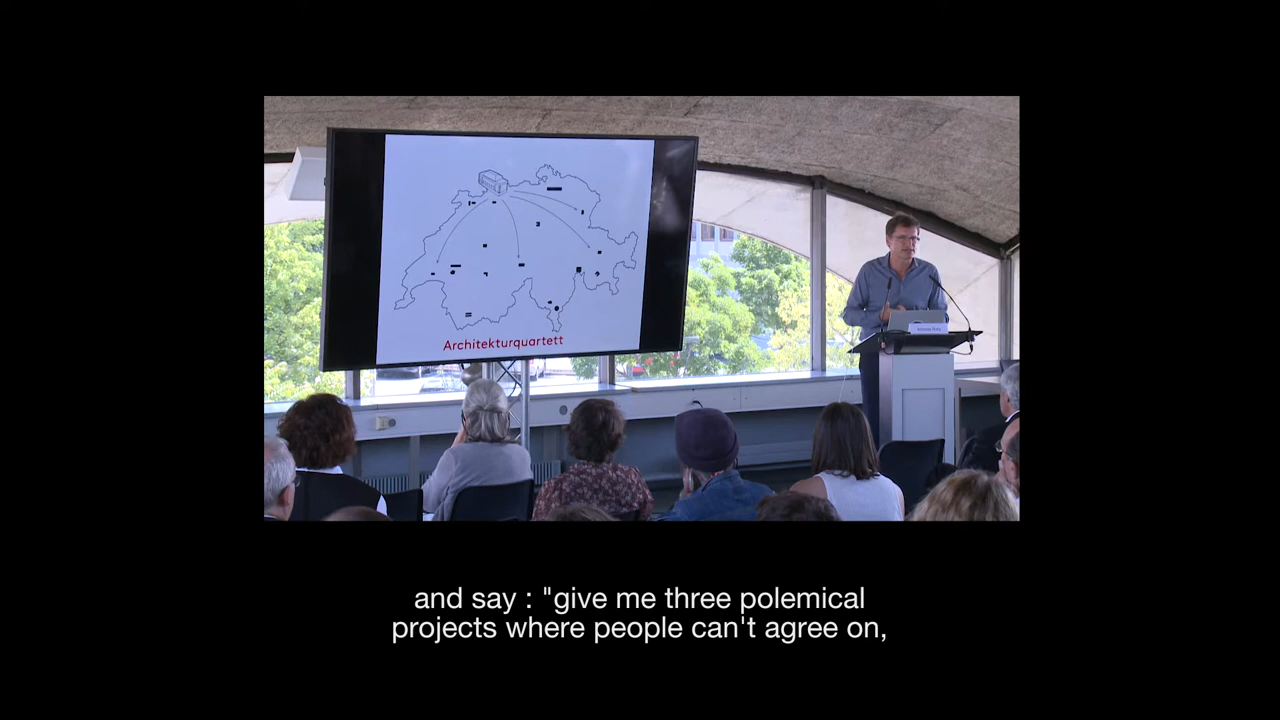 Architekturquartett
and say : "give me three polemical
projects where people can't agree on,